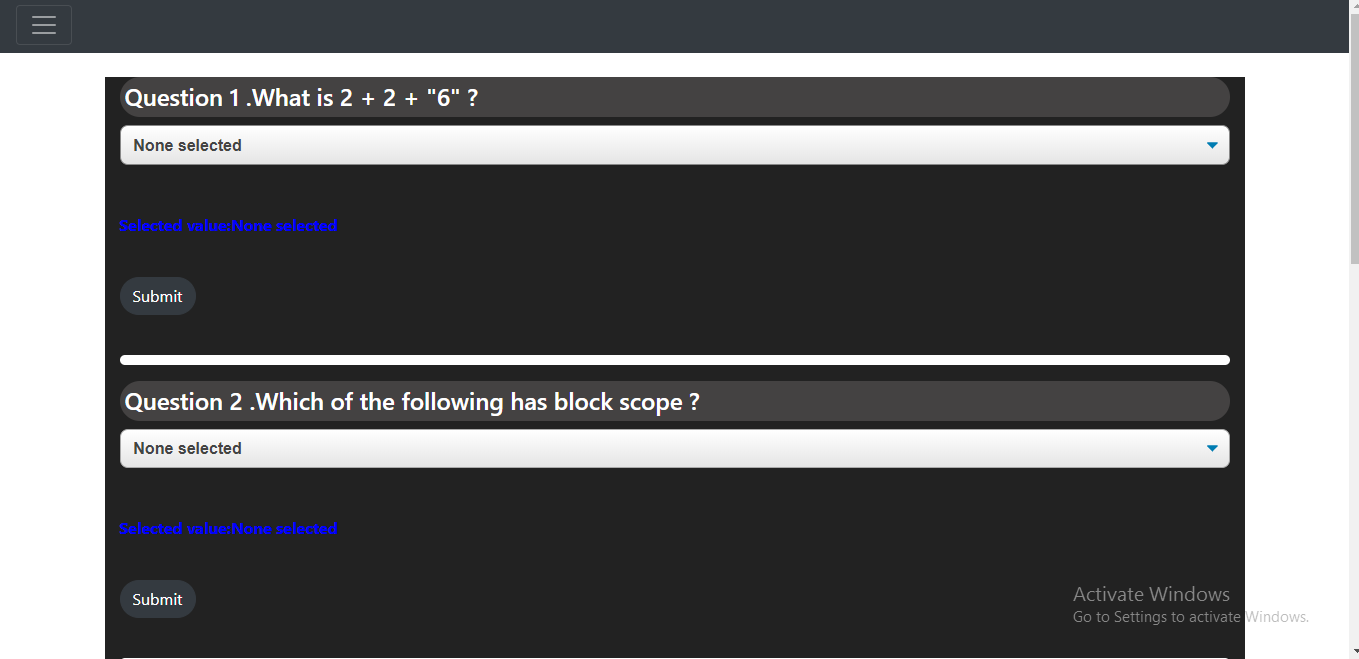 Question 1 .What is 2 + 2 + "6" ?
None selected
Selected value:None selected
Submit
Question 2 .Which of the following has block scope ?
None selected
Selected value:None selected
Submit
Activate Windows
Go to Settings to activate Windows.